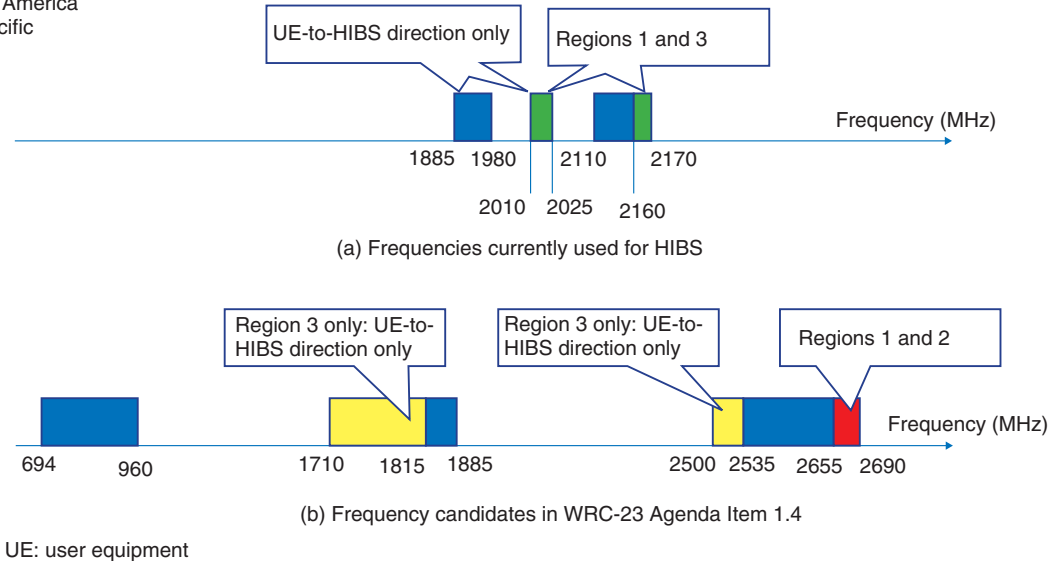 America
cific
UE-to-HIBS direction only
Regions 1 and 3
Frequency (MHz)
1885 1980 2110 2170
2010 2025 2160
(a) Frequencies currently used for HIBS
Region 3 only: UE-to-
HIBS direction only
Region 3 only: UE-to-
HIBS direction only
Regions 1 and 2
Frequency (MHz)
694 960 1710 1815 1885 2500 2535 2655 2690
(b) Frequency candidates in WRC-23 Agenda Item 1.4
UE: user equipment